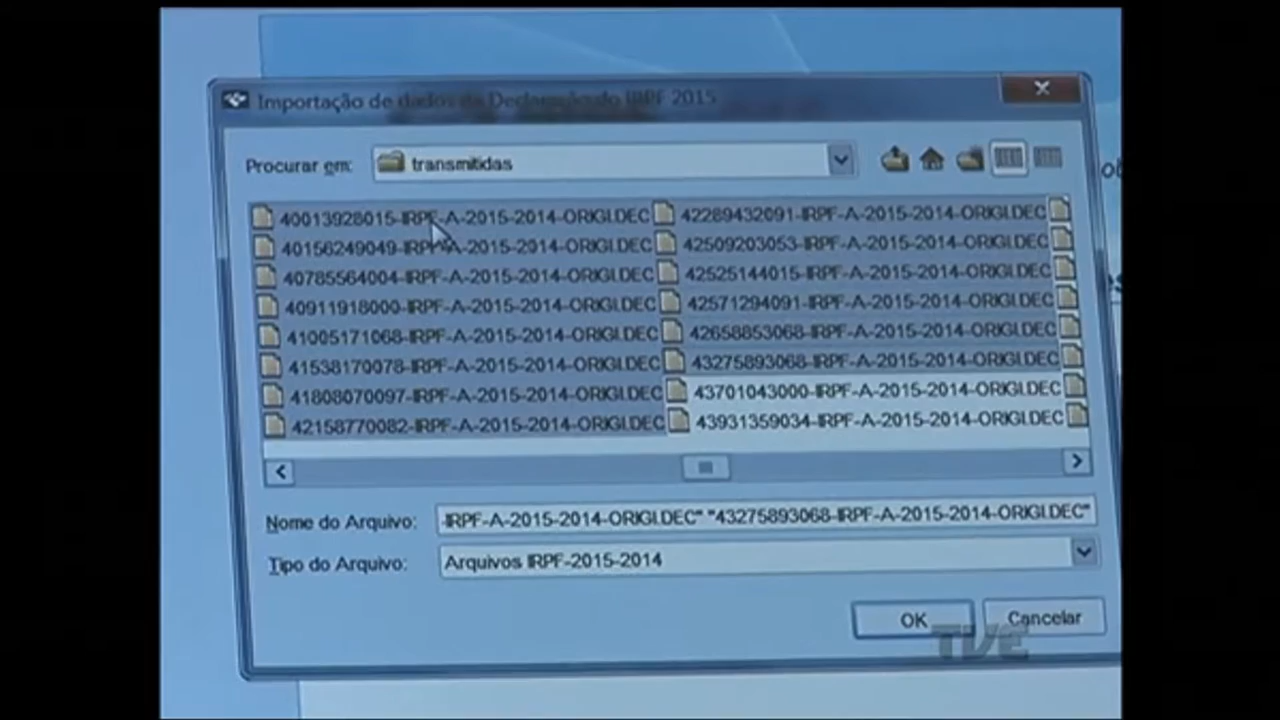 Importação de dados da Declaração do IRPF 2015
Procurar em: transmitidas
40013928015-IRPF-A-2015-2014-ORIGI.DEC 42289432091-IRPF-A-2015-2014-ORIGI.DEC
40156249049-IRPF-A-2015-2014-ORIGI.DEC 42509203053-IRPF-A-2015-2014-ORIGI.DEC
40785564004-IRPF-A-2015-2014-ORIGI.DEC 42525144015-IRPF-A-2015-2014-ORIGI.DEC
40911918000-IRPF-A-2015-2014-ORIGI.DEC 42571294091-IRPF-A-2015-2014-ORIGI.DEC
41005171068-IRPF-A-2015-2014-ORIGI.DEC 42658853068-IRPF-A-2015-2014-ORIGI.DEC
41538170078-IRPF-A-2015-2014-ORIGI.DEC 43275893068-IRPF-A-2015-2014-ORIGI.DEC
41808070097-IRPF-A-2015-2014-ORIGI.DEC 43701043000-IRPF-A-2015-2014-ORIGI.DEC
42158770082-IRPF-A-2015-2014-ORIGI.DEC 43931359034-IRPF-A-2015-2014-ORIGI.DEC
Nome do Arquivo: -IRPF-A-2015-2014-ORIGI.DEC" "43275893068-IRPF-A-2015-2014-ORIGI.DEC"
Tipo do Arquivo: Arquivos IRPF-2015-2014
OK Cancelar
TVE